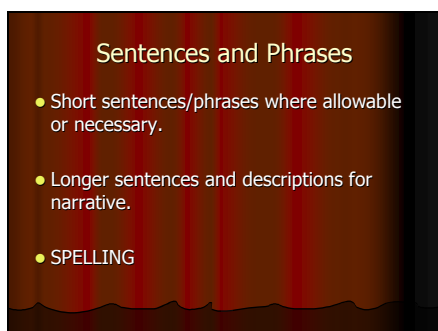 Sentences and Phrases
● Short sentences/phrases where allowable
or necessary.
● Longer sentences and descriptions for
narrative.
● SPELLING